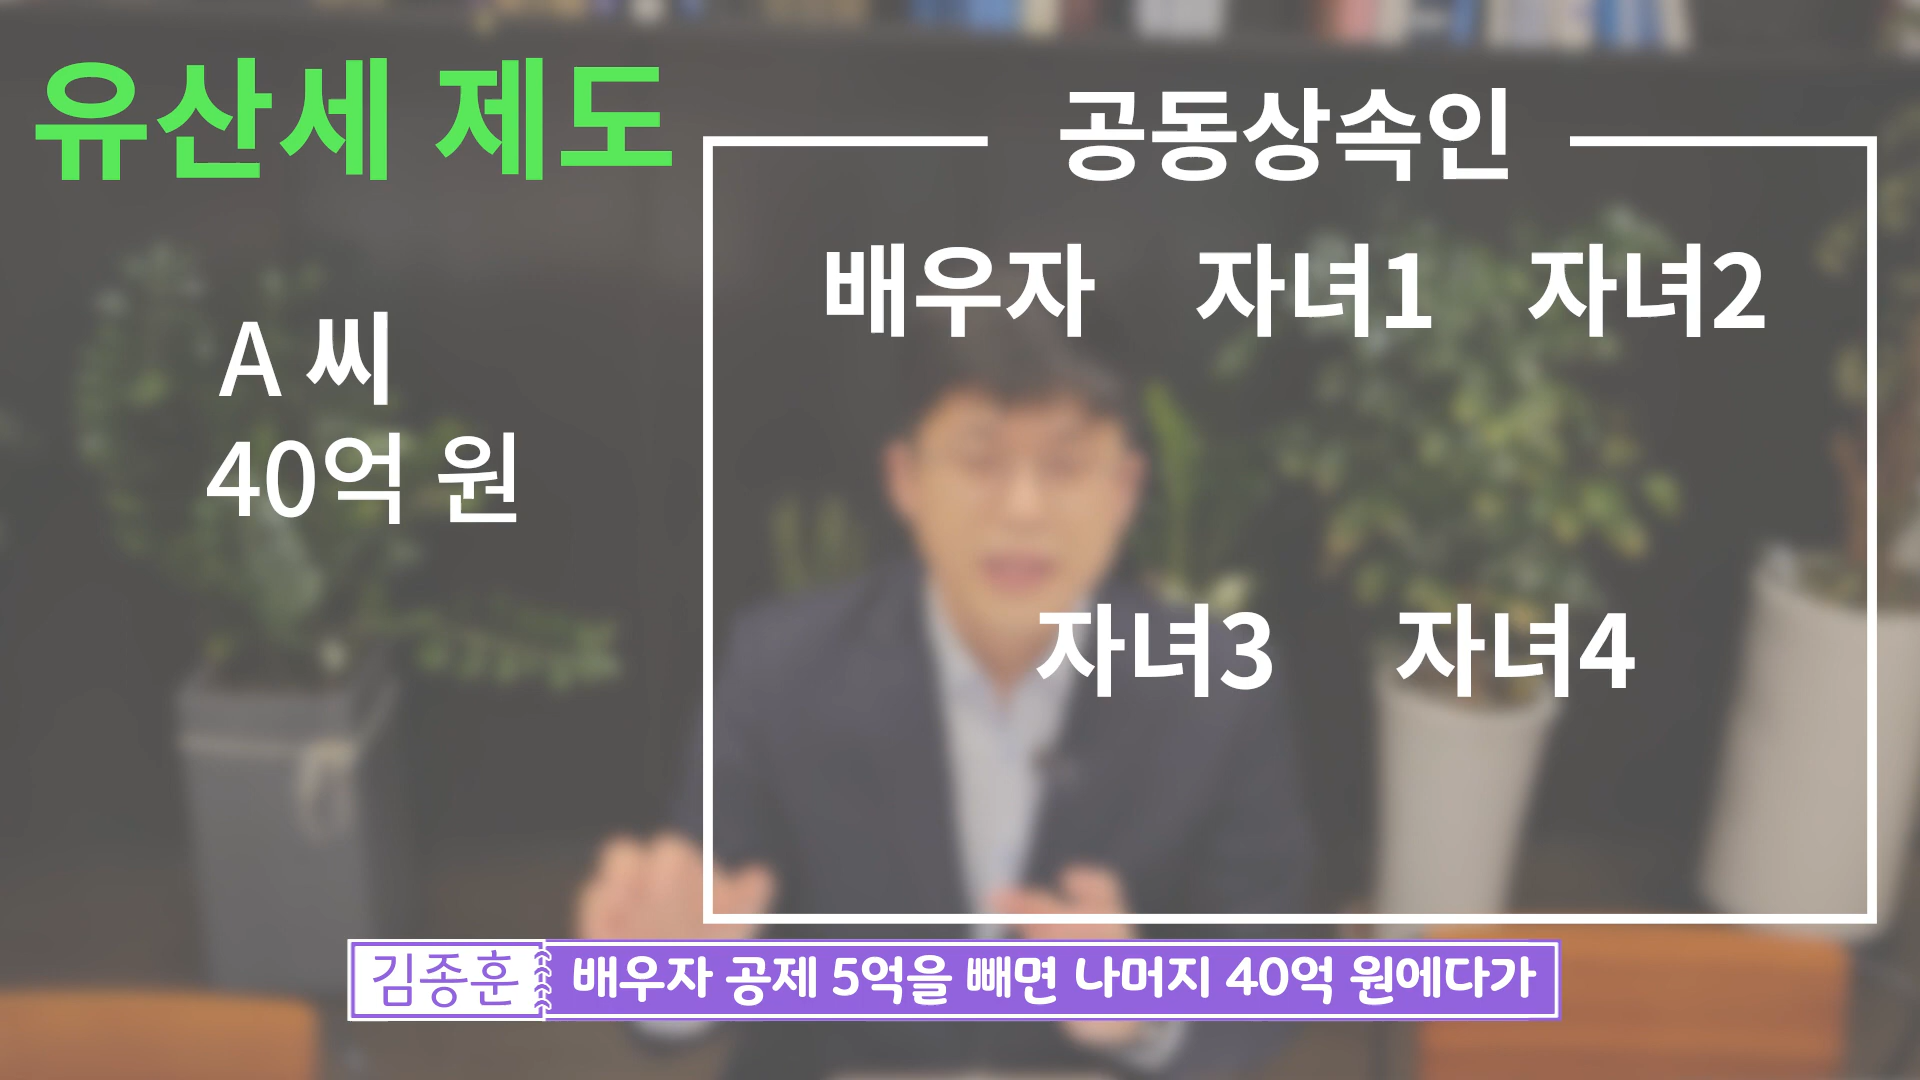 유산세 제도
공동상속인
배우자 자녀1 자녀2
A 씨
40억 원
자녀3 자녀4
김종훈 배우자 공제 5억을 빼면 나머지 40억 원에다가